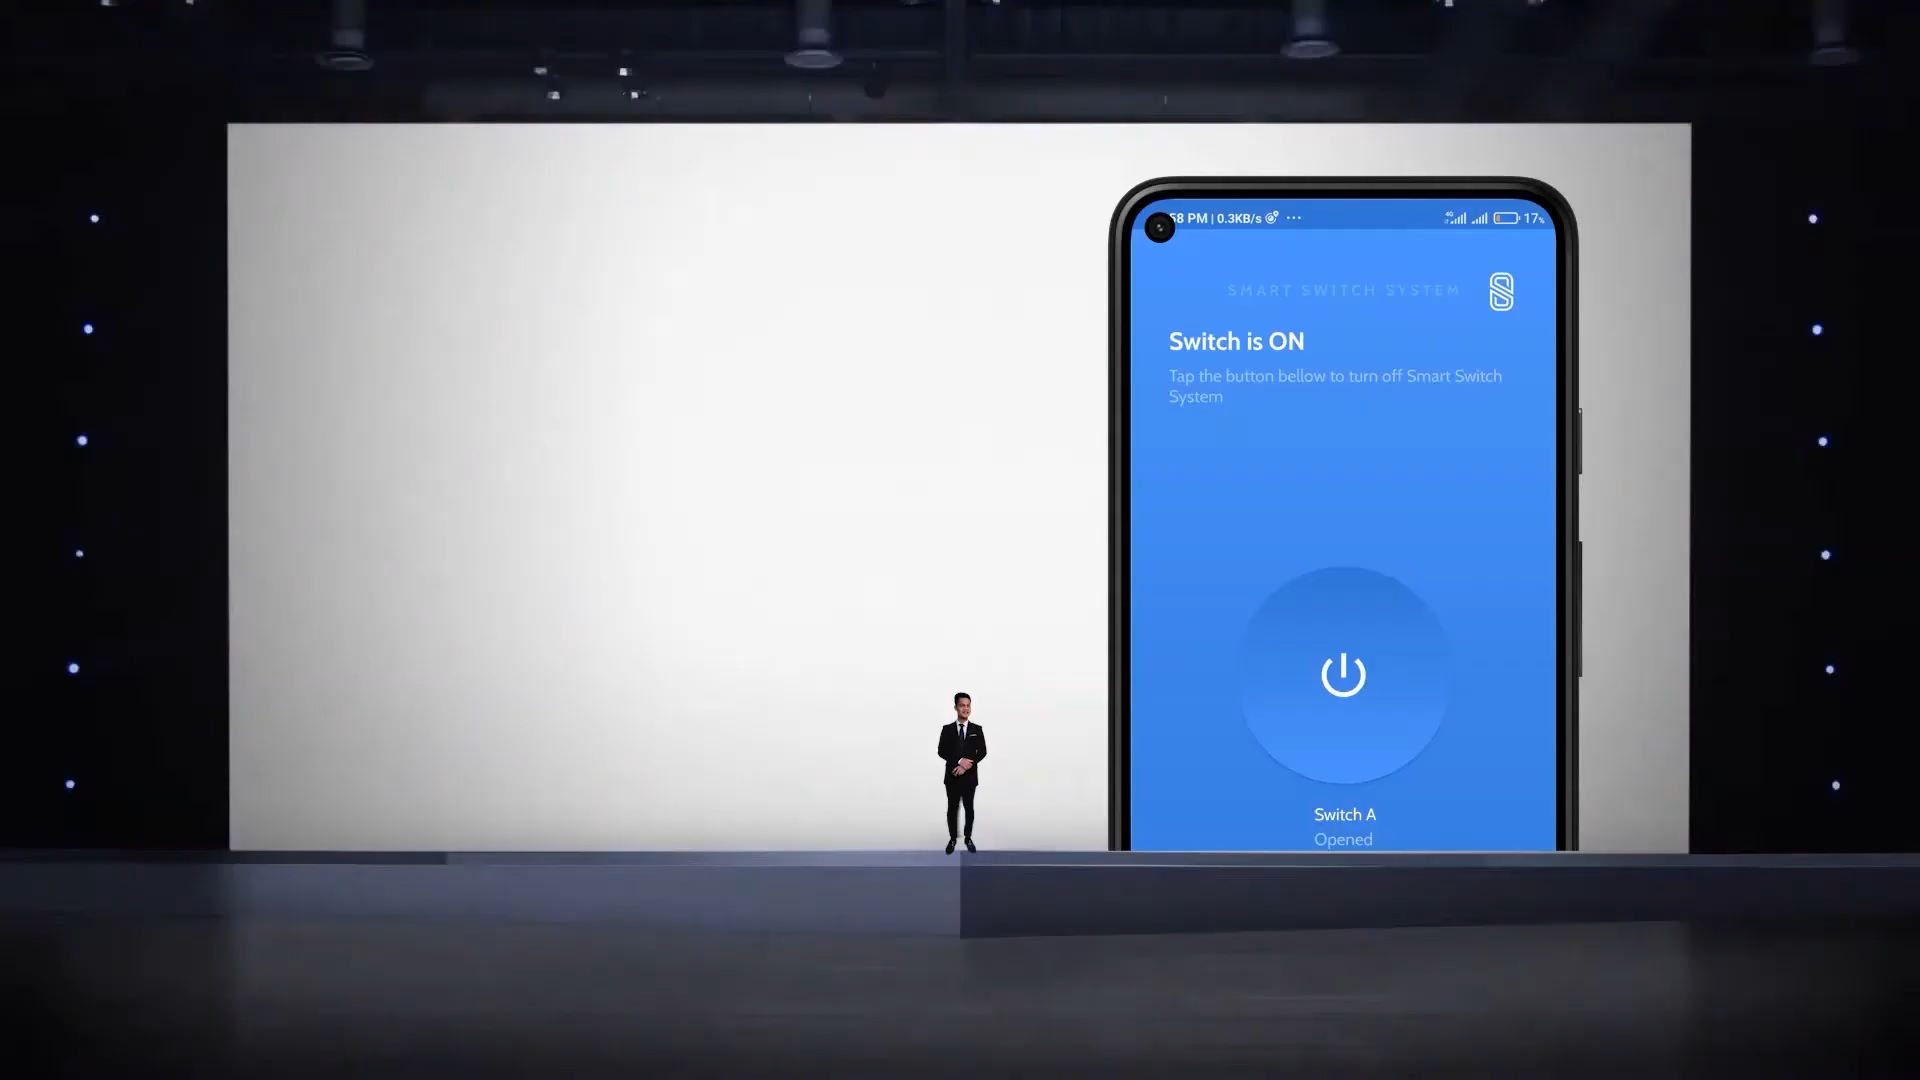 58 PM | 0.3KB/s ... 4G 17%
SMART SWITCH SYSTEM
Switch is ON
Tap the button bellow to turn off Smart Switch
System
Switch A
Opened